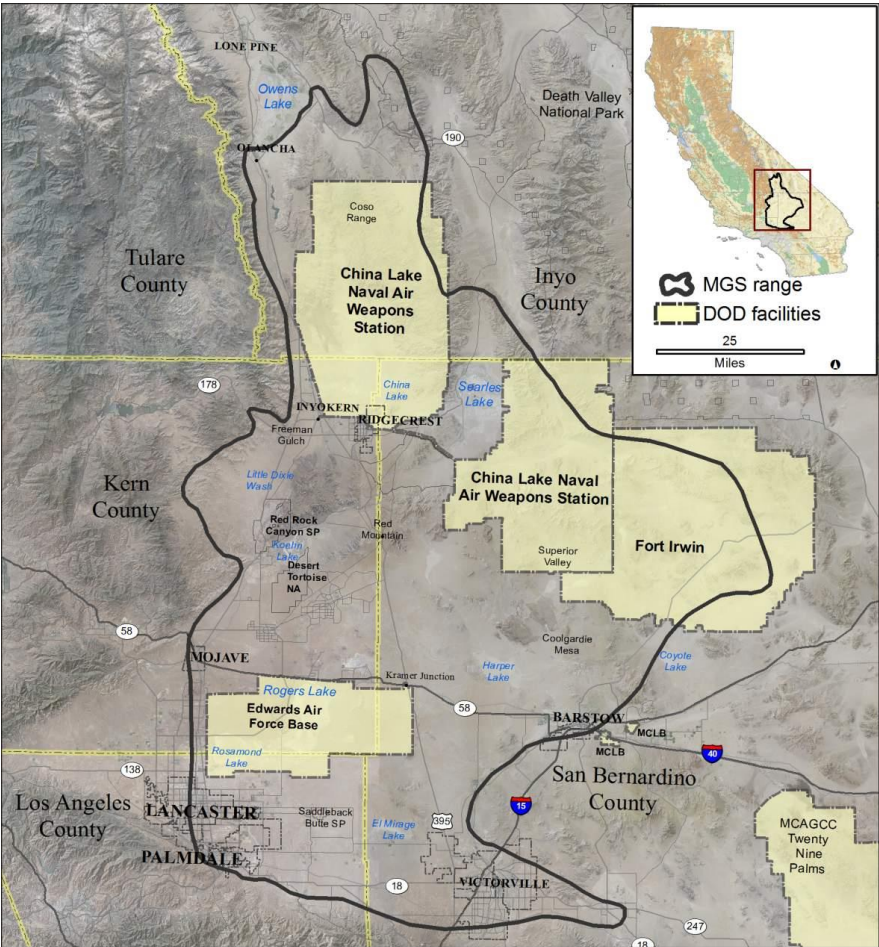 LONE PINE
Owens
Lake
Death Valley
National Park
190
OLANCHA
Coso
Range
Tulare
County
China Lake
Naval Air
Weapons
Station
Inyo
County
MGS range
DOD facilities
25
Miles
178
China
Lake
Searles
Lake
INYOKERN
RIDGECREST
Freeman
Gulch
Kern
County
Little Dixie
Wash
China Lake Naval
Air Weapons Station
Red Rock
Canyon SP
Koehn
Lake
Desert
Tortoise
NA
Red
Mountain
Superior
Valley
Fort Irwin
58
MOJAVE
Coolgardie
Mesa
Harper
Lake
Coyote
Lake
Kramer Junction
Rogers Lake
Edwards Air
Force Base
58
BARSTOW
MCLB
MCLB
40
Rosamond
Lake
138
San Bernardino
County
15
Los Angeles
County
LANCASTER
Saddleback
Butte SP
El Mirage
Lake
395
MCAGCC
Twenty
Nine
Palms
PALMDALE
18
VICTORVILLE
247
18